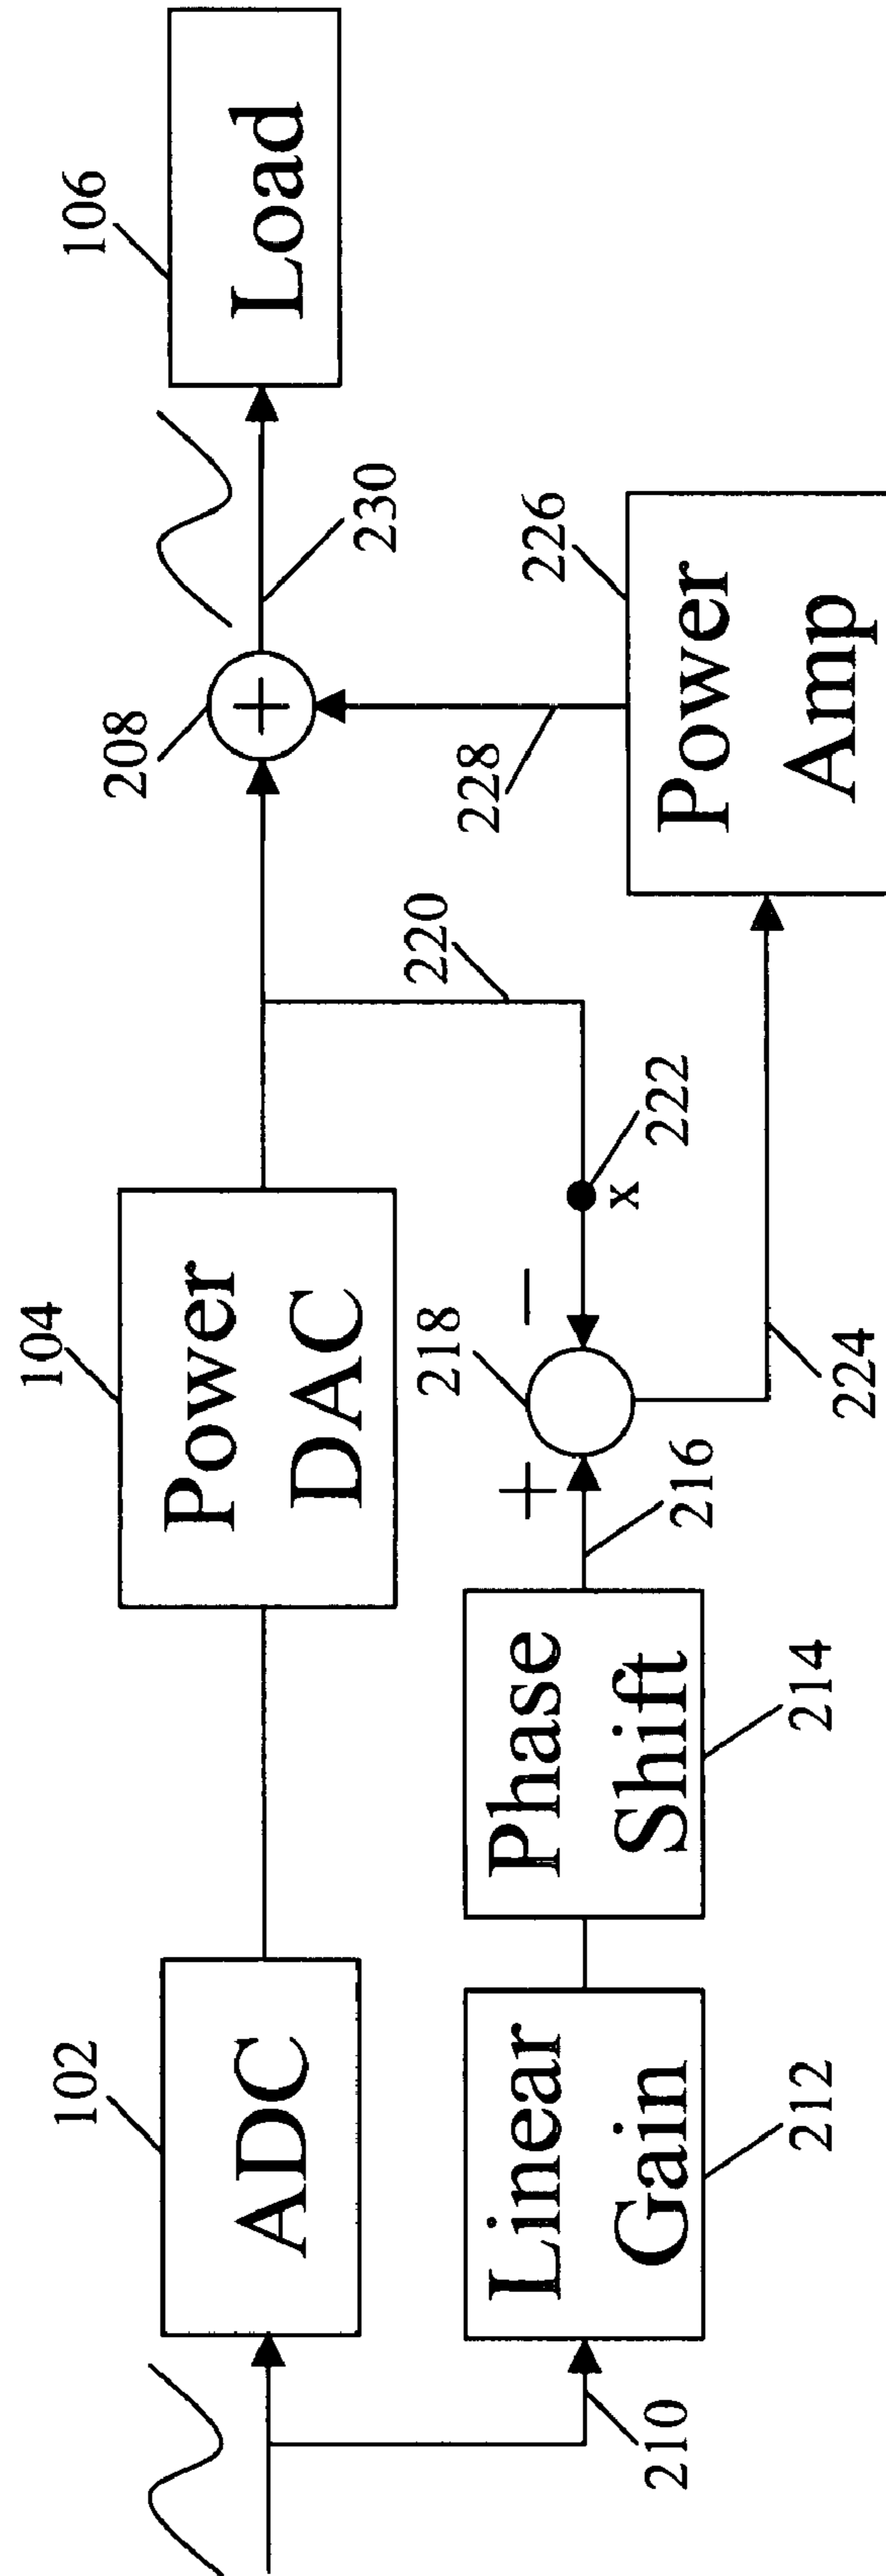 102
ADC
104
Power
DAC
208
+
230
106
Load
210
Linear
Gain
212
Phase
Shift
214
216
+
218
-
x
222
220
224
228
226
Power
Amp